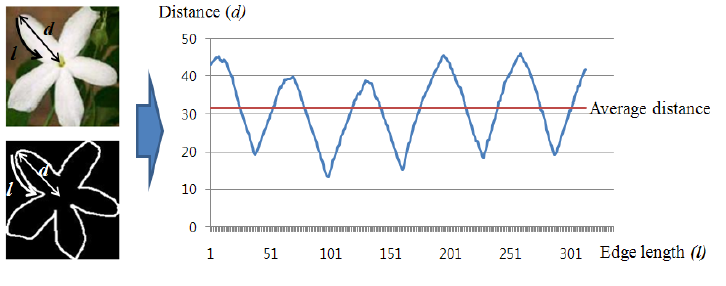 d
l
d
l
Distance (d)
50
40
30
20
10
0
Average distance
1 51 101 151 201 251 301 Edge length (l)